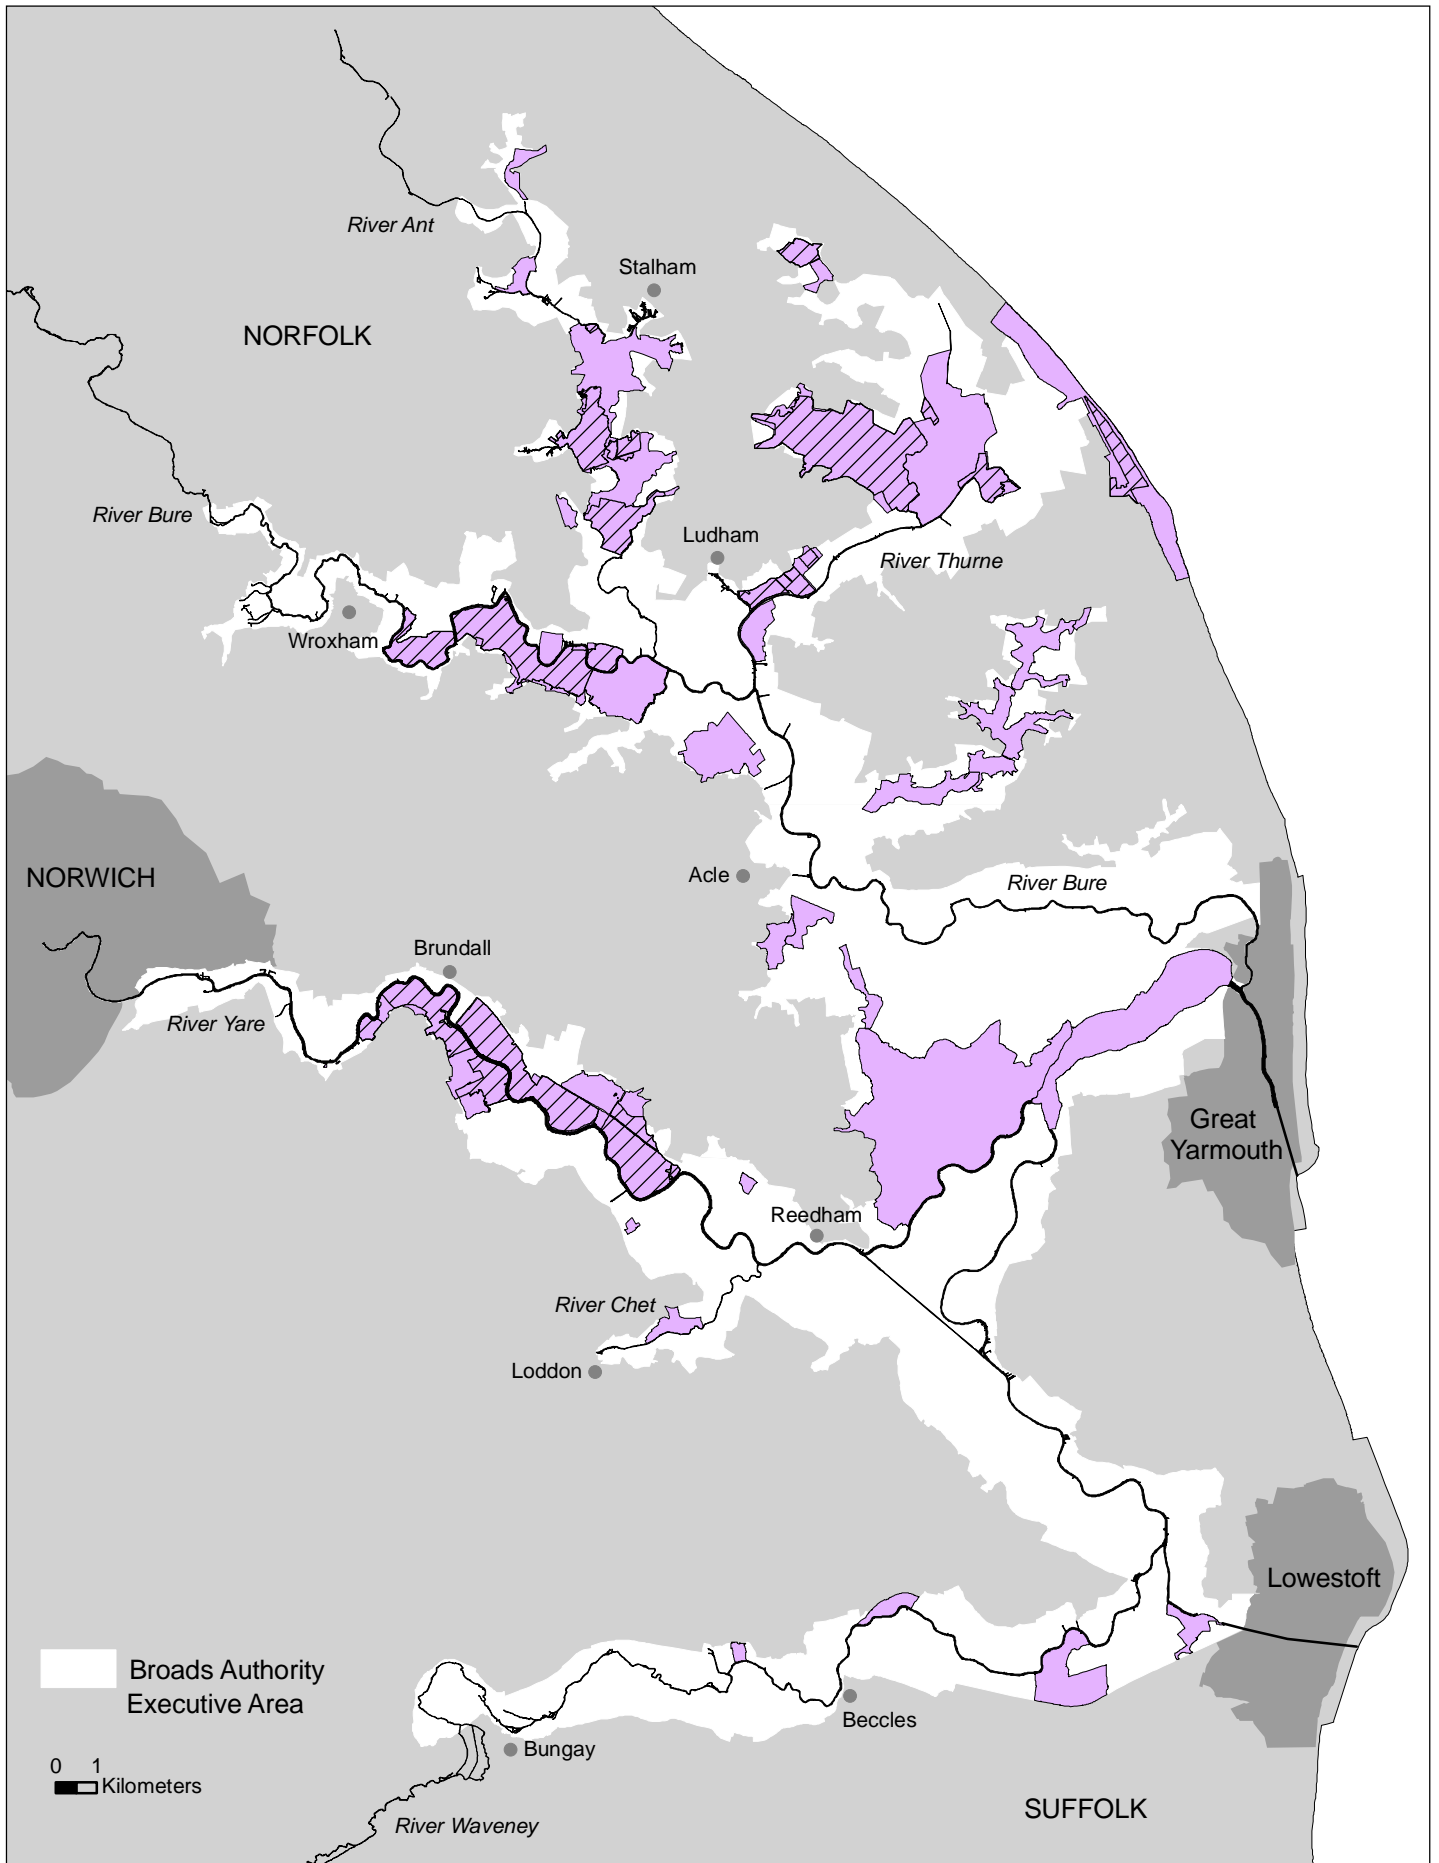 River Ant
Stalham
NORFOLK
River Bure
Ludham
River Thurne
Wroxham
NORWICH
Acle
River Bure
Brundall
River Yare
Great
Yarmouth
Reedham
River Chet
Loddon
Lowestoft
Broads Authority
Executive Area
Beccles
Bungay
0 1
Kilometers
SUFFOLK
River Waveney